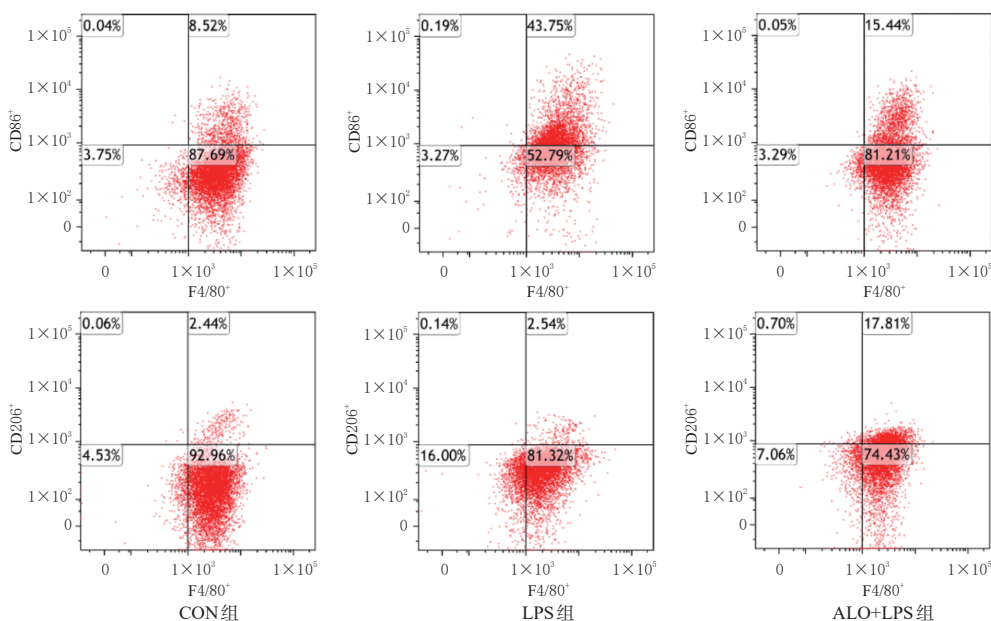 0.04% 8.52%
1×10⁵
1×10⁴
CD86⁺
1×10³
3.75% 87.69%
1×10²
0
0 1×10³ 1×10⁵
F4/80⁺
0.19% 43.75%
1×10⁵
1×10⁴
CD86⁺
1×10³
3.27% 52.79%
1×10²
0
0 1×10³ 1×10⁵
F4/80⁺
0.05% 15.44%
1×10⁵
1×10⁴
CD86⁺
1×10³
3.29% 81.21%
1×10²
0
0 1×10³ 1×10⁵
F4/80⁺
0.06% 2.44%
1×10⁵
1×10⁴
CD206⁺
1×10³
4.53% 92.96%
1×10²
0
0 1×10³ 1×10⁵
F4/80⁺
CON组
0.14% 2.54%
1×10⁵
1×10⁴
CD206⁺
1×10³
16.00% 81.32%
1×10²
0
0 1×10³ 1×10⁵
F4/80⁺
LPS组
0.70% 17.81%
1×10⁵
1×10⁴
CD206⁺
1×10³
7.06% 74.43%
1×10²
0
0 1×10³ 1×10⁵
F4/80⁺
ALO+LPS组